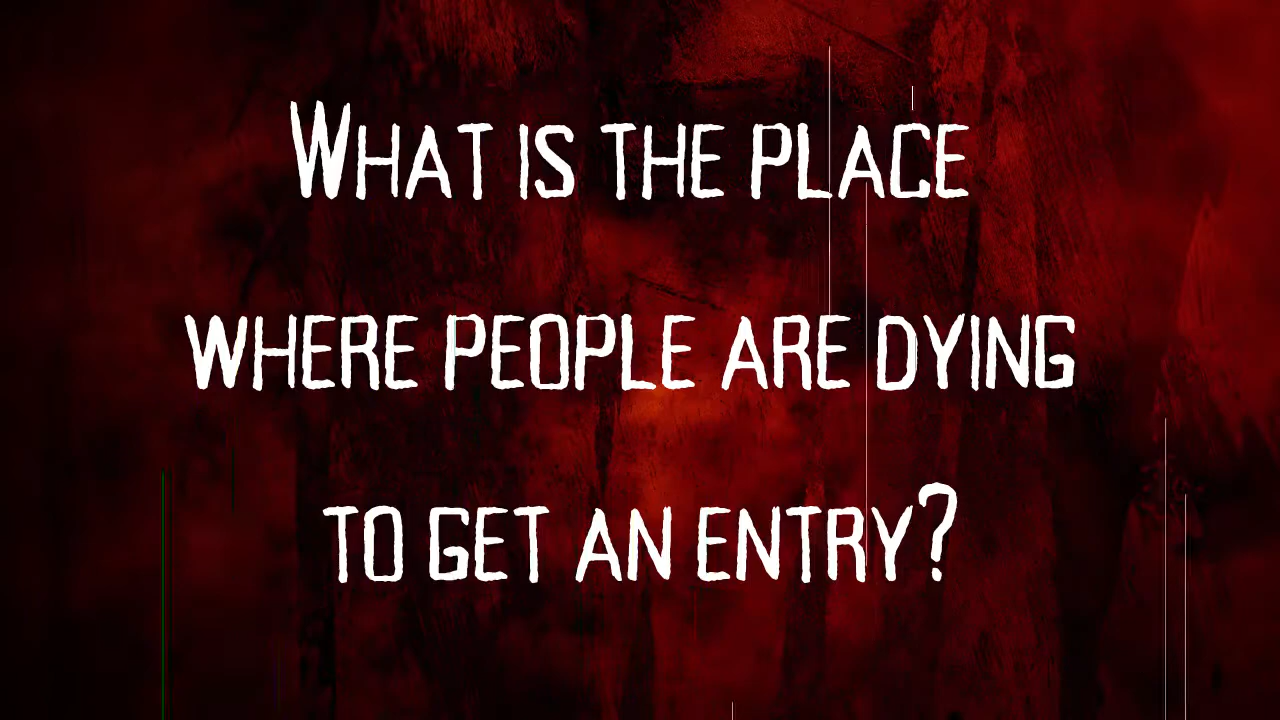 What is the place
where people are dying
to get an entry?